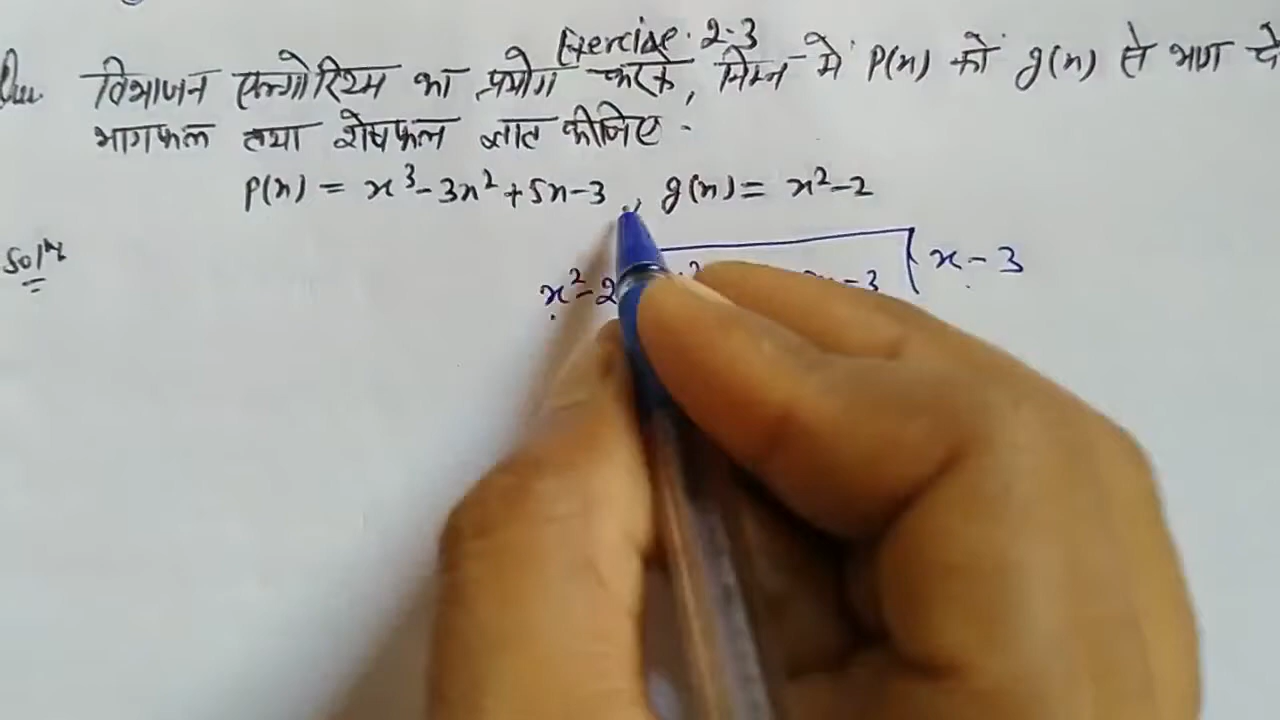 Exercise. 2.3
Que. विभाजन एल्गोरिथ्म का प्रयोग करके, निम्न में P(x) को g(x) से भाग दे
भागफल तथा शेषफल ज्ञात कीजिए.
P(x) = x³-3x²+5x-3, g(x) = x²-2
Solⁿ
x²-2 x-3